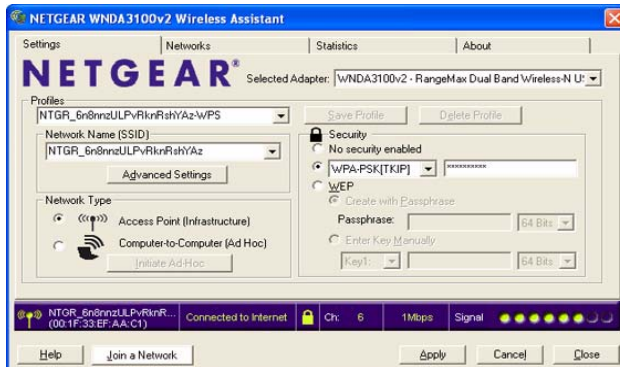 NETGEAR WNDA3100v2 Wireless Assistant
Settings
Networks
Statistics
About
NETGEAR®
Selected Adapter:
WNDA3100v2 - RangeMax Dual Band Wireless-N U
Profiles
NTGR_6n8nnzULPvRknRshYAz-WPS
Save Profile
Delete Profile
Network Name (SSID)
NTGR_6n8nnzULPvRknRshYAz
Advanced Settings
Network Type
Access Point (Infrastructure)
Computer-to-Computer (Ad Hoc)
Initiate Ad-Hoc
Security
No security enabled
WPA-PSK[TKIP]
**********
WEP
Create with Passphrase
Passphrase:
64 Bits
Enter Key Manually
Key1:
64 Bits
NTGR_6n8nnzULPvRknR...
(00:1F:33:EF:AA:C1)
Connected to Internet
Ch: 6
1Mbps
Signal
Help
Join a Network
Apply
Cancel
Close